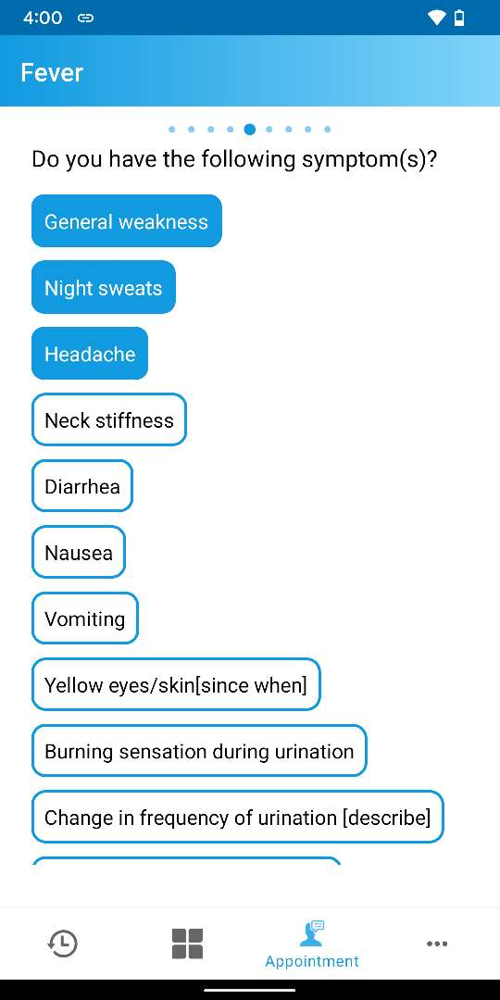 4:00
Fever
Do you have the following symptom(s)?
General weakness
Night sweats
Headache
Neck stiffness
Diarrhea
Nausea
Vomiting
Yellow eyes/skin[since when]
Burning sensation during urination
Change in frequency of urination [describe]
Appointment